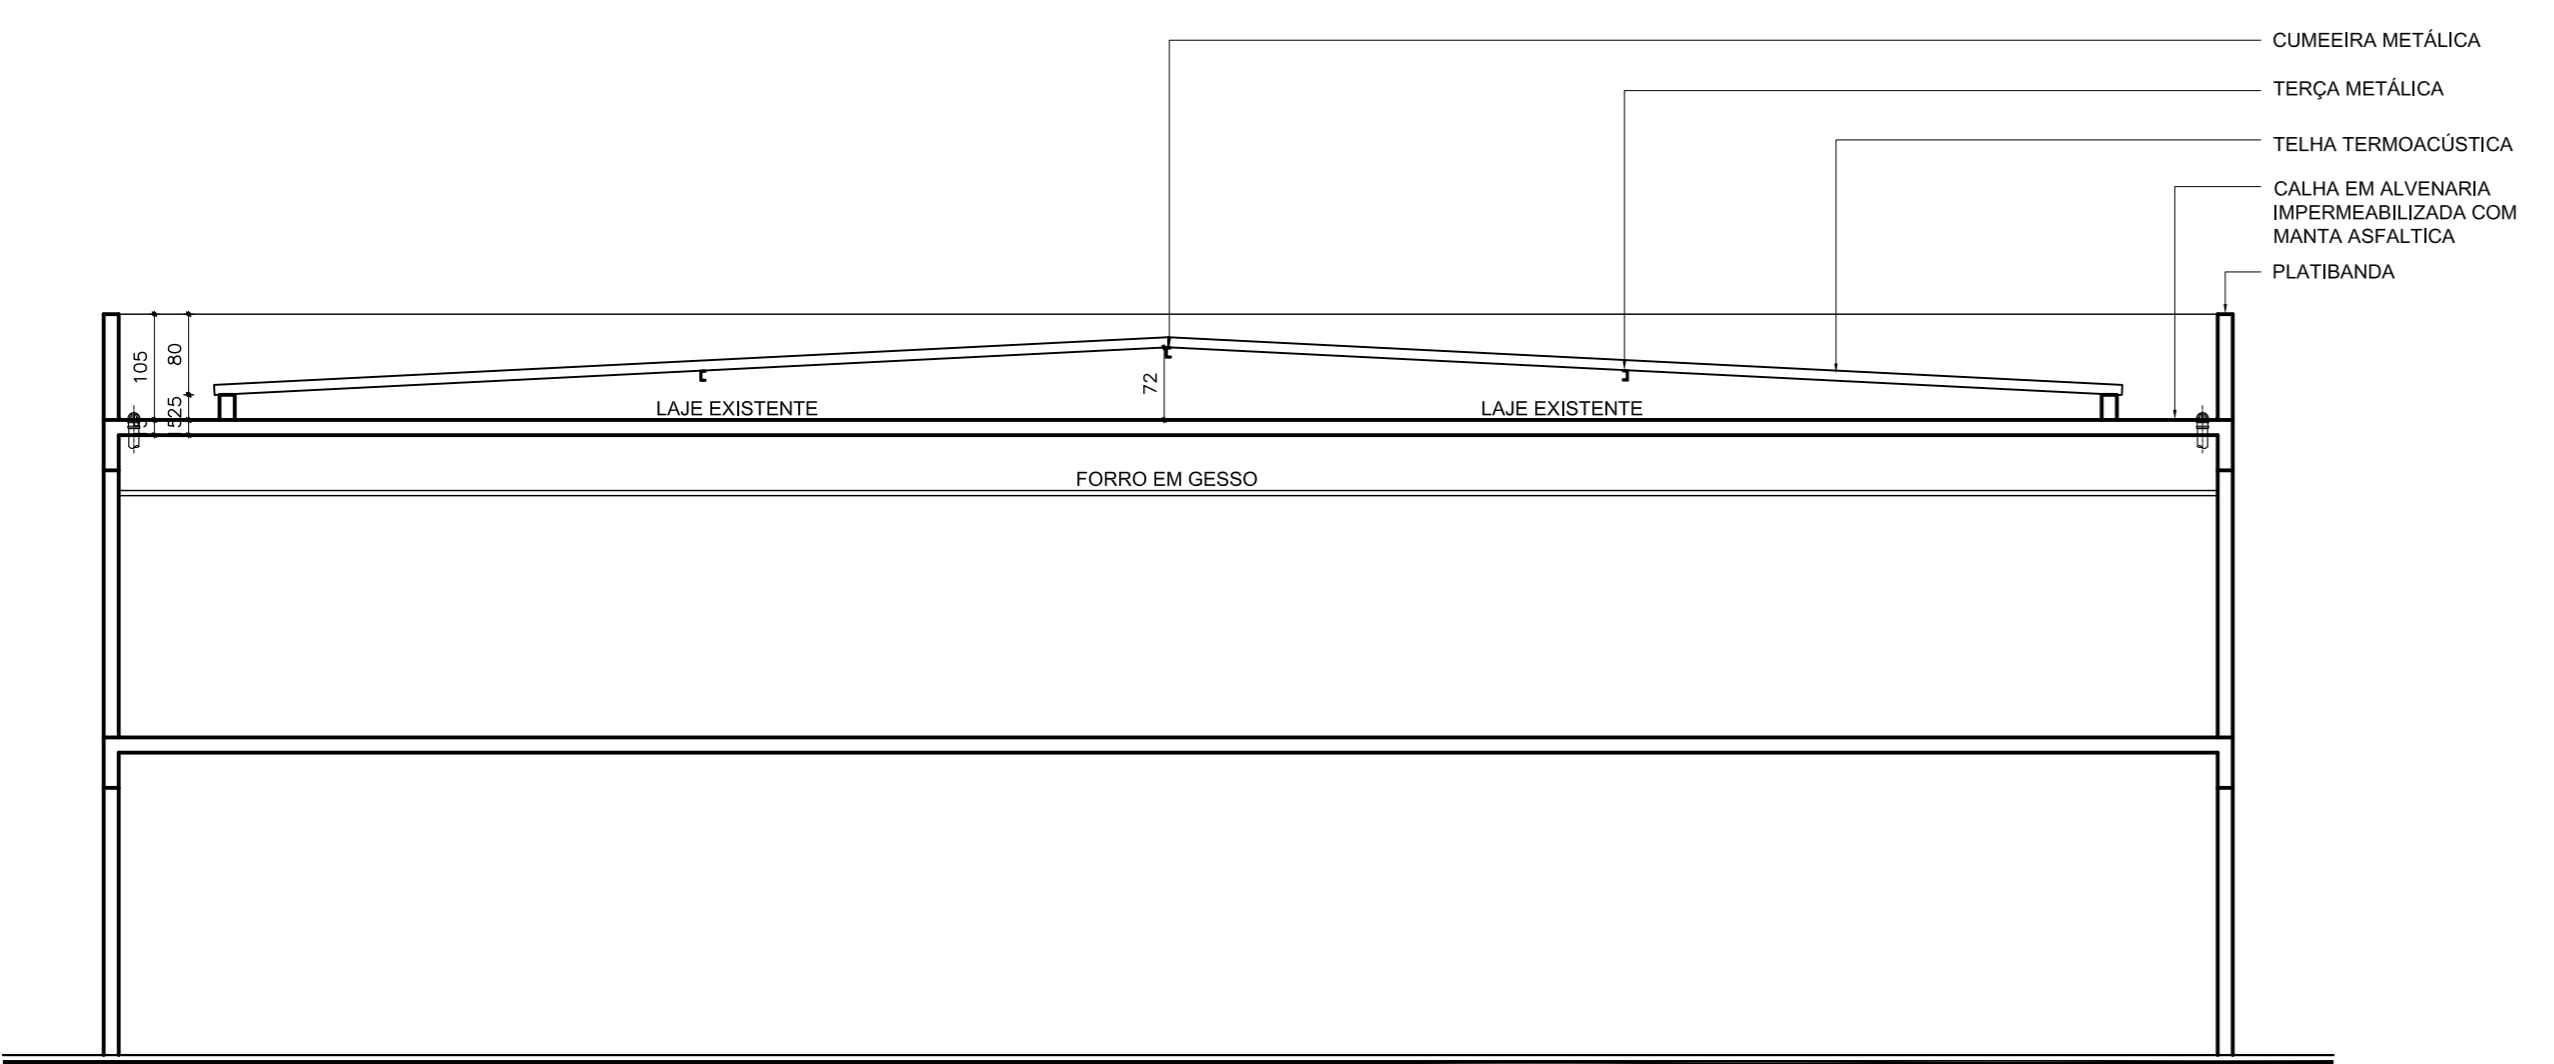 CUMEEIRA METÁLICA
TERÇA METÁLICA
TELHA TERMOACÚSTICA
CALHA EM ALVENARIA
IMPERMEABILIZADA COM
MANTA ASFALTICA
PLATIBANDA
105
80
25
72
LAJE EXISTENTE
LAJE EXISTENTE
FORRO EM GESSO